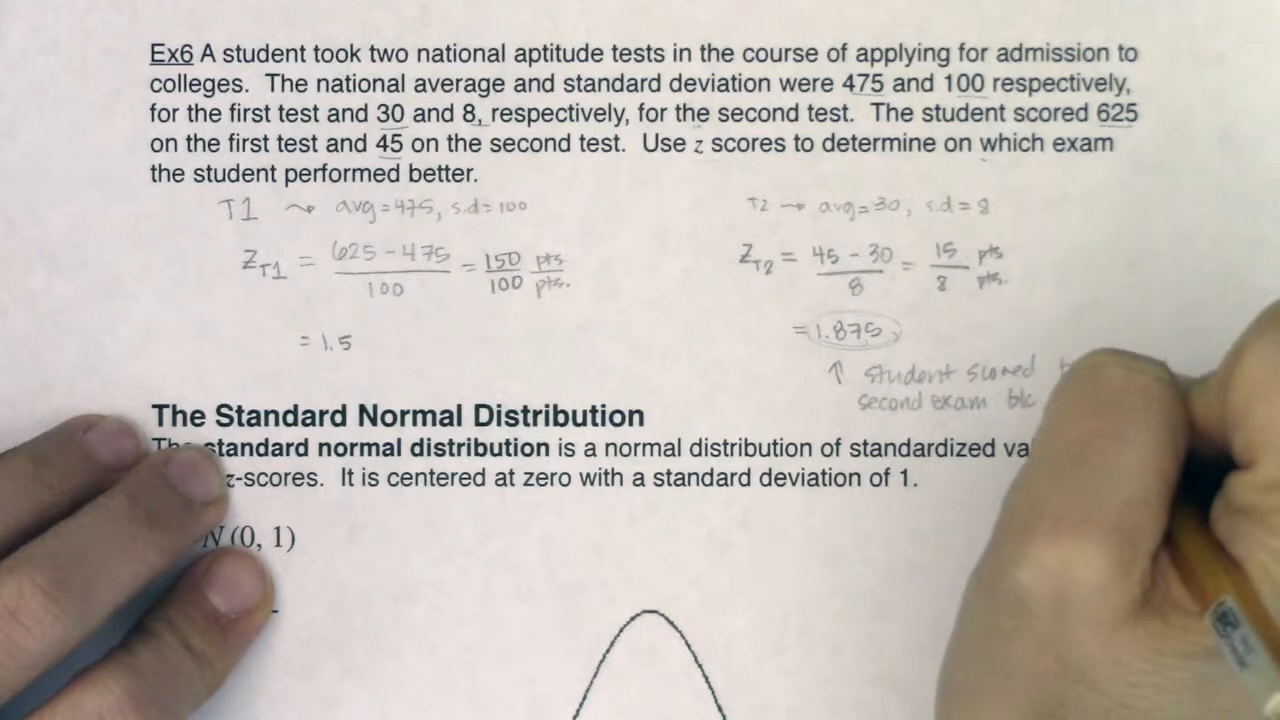 Ex6 A student took two national aptitude tests in the course of applying for admission to
colleges. The national average and standard deviation were 475 and 100 respectively,
for the first test and 30 and 8, respectively, for the second test. The student scored 625
on the first test and 45 on the second test. Use z scores to determine on which exam
the student performed better.
T1 → avg=475, s.d=100
Z_T1 = (625 - 475)/100 = 150/100 pts/pts.
= 1.5
T2 → avg=30, s.d=8
Z_T2 = (45 - 30)/8 = 15/8 pts/pts.
= 1.875
↑ student scored
second exam b/c
The Standard Normal Distribution
standard normal distribution is a normal distribution of standardized
z-scores. It is centered at zero with a standard deviation of 1.
N (0, 1)